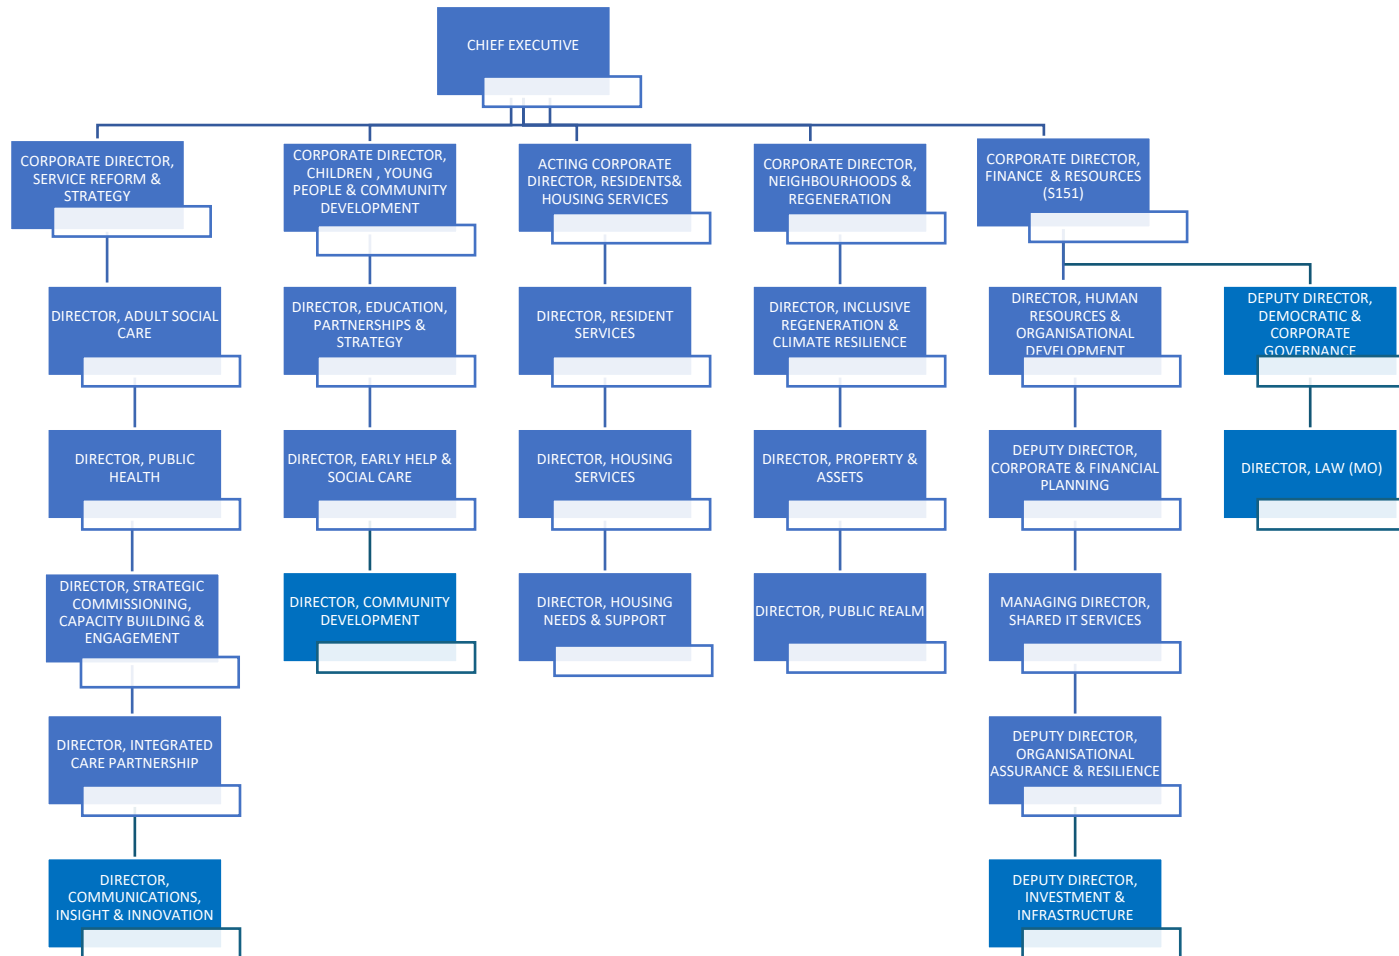 CHIEF EXECUTIVE
CORPORATE DIRECTOR,
SERVICE REFORM &
STRATEGY
CORPORATE DIRECTOR,
CHILDREN , YOUNG
PEOPLE & COMMUNITY
DEVELOPMENT
ACTING CORPORATE
DIRECTOR, RESIDENTS&
HOUSING SERVICES
CORPORATE DIRECTOR,
NEIGHBOURHOODS &
REGENERATION
CORPORATE DIRECTOR,
FINANCE & RESOURCES
(S151)
DIRECTOR, ADULT SOCIAL
CARE
DIRECTOR, EDUCATION,
PARTNERSHIPS &
STRATEGY
DIRECTOR, RESIDENT
SERVICES
DIRECTOR, INCLUSIVE
REGENERATION &
CLIMATE RESILIENCE
DIRECTOR, HUMAN
RESOURCES &
ORGANISATIONAL
DEVELOPMENT
DEPUTY DIRECTOR,
DEMOCRATIC &
CORPORATE
GOVERNANCE
DIRECTOR, PUBLIC
HEALTH
DIRECTOR, EARLY HELP &
SOCIAL CARE
DIRECTOR, HOUSING
SERVICES
DIRECTOR, PROPERTY &
ASSETS
DEPUTY DIRECTOR,
CORPORATE & FINANCIAL
PLANNING
DIRECTOR, LAW (MO)
DIRECTOR, STRATEGIC
COMMISSIONING,
CAPACITY BUILDING &
ENGAGEMENT
DIRECTOR, COMMUNITY
DEVELOPMENT
DIRECTOR, HOUSING
NEEDS & SUPPORT
DIRECTOR, PUBLIC REALM
MANAGING DIRECTOR,
SHARED IT SERVICES
DIRECTOR, INTEGRATED
CARE PARTNERSHIP
DEPUTY DIRECTOR,
ORGANISATIONAL
ASSURANCE & RESILIENCE
DIRECTOR,
COMMUNICATIONS,
INSIGHT & INNOVATION
DEPUTY DIRECTOR,
INVESTMENT &
INFRASTRUCTURE